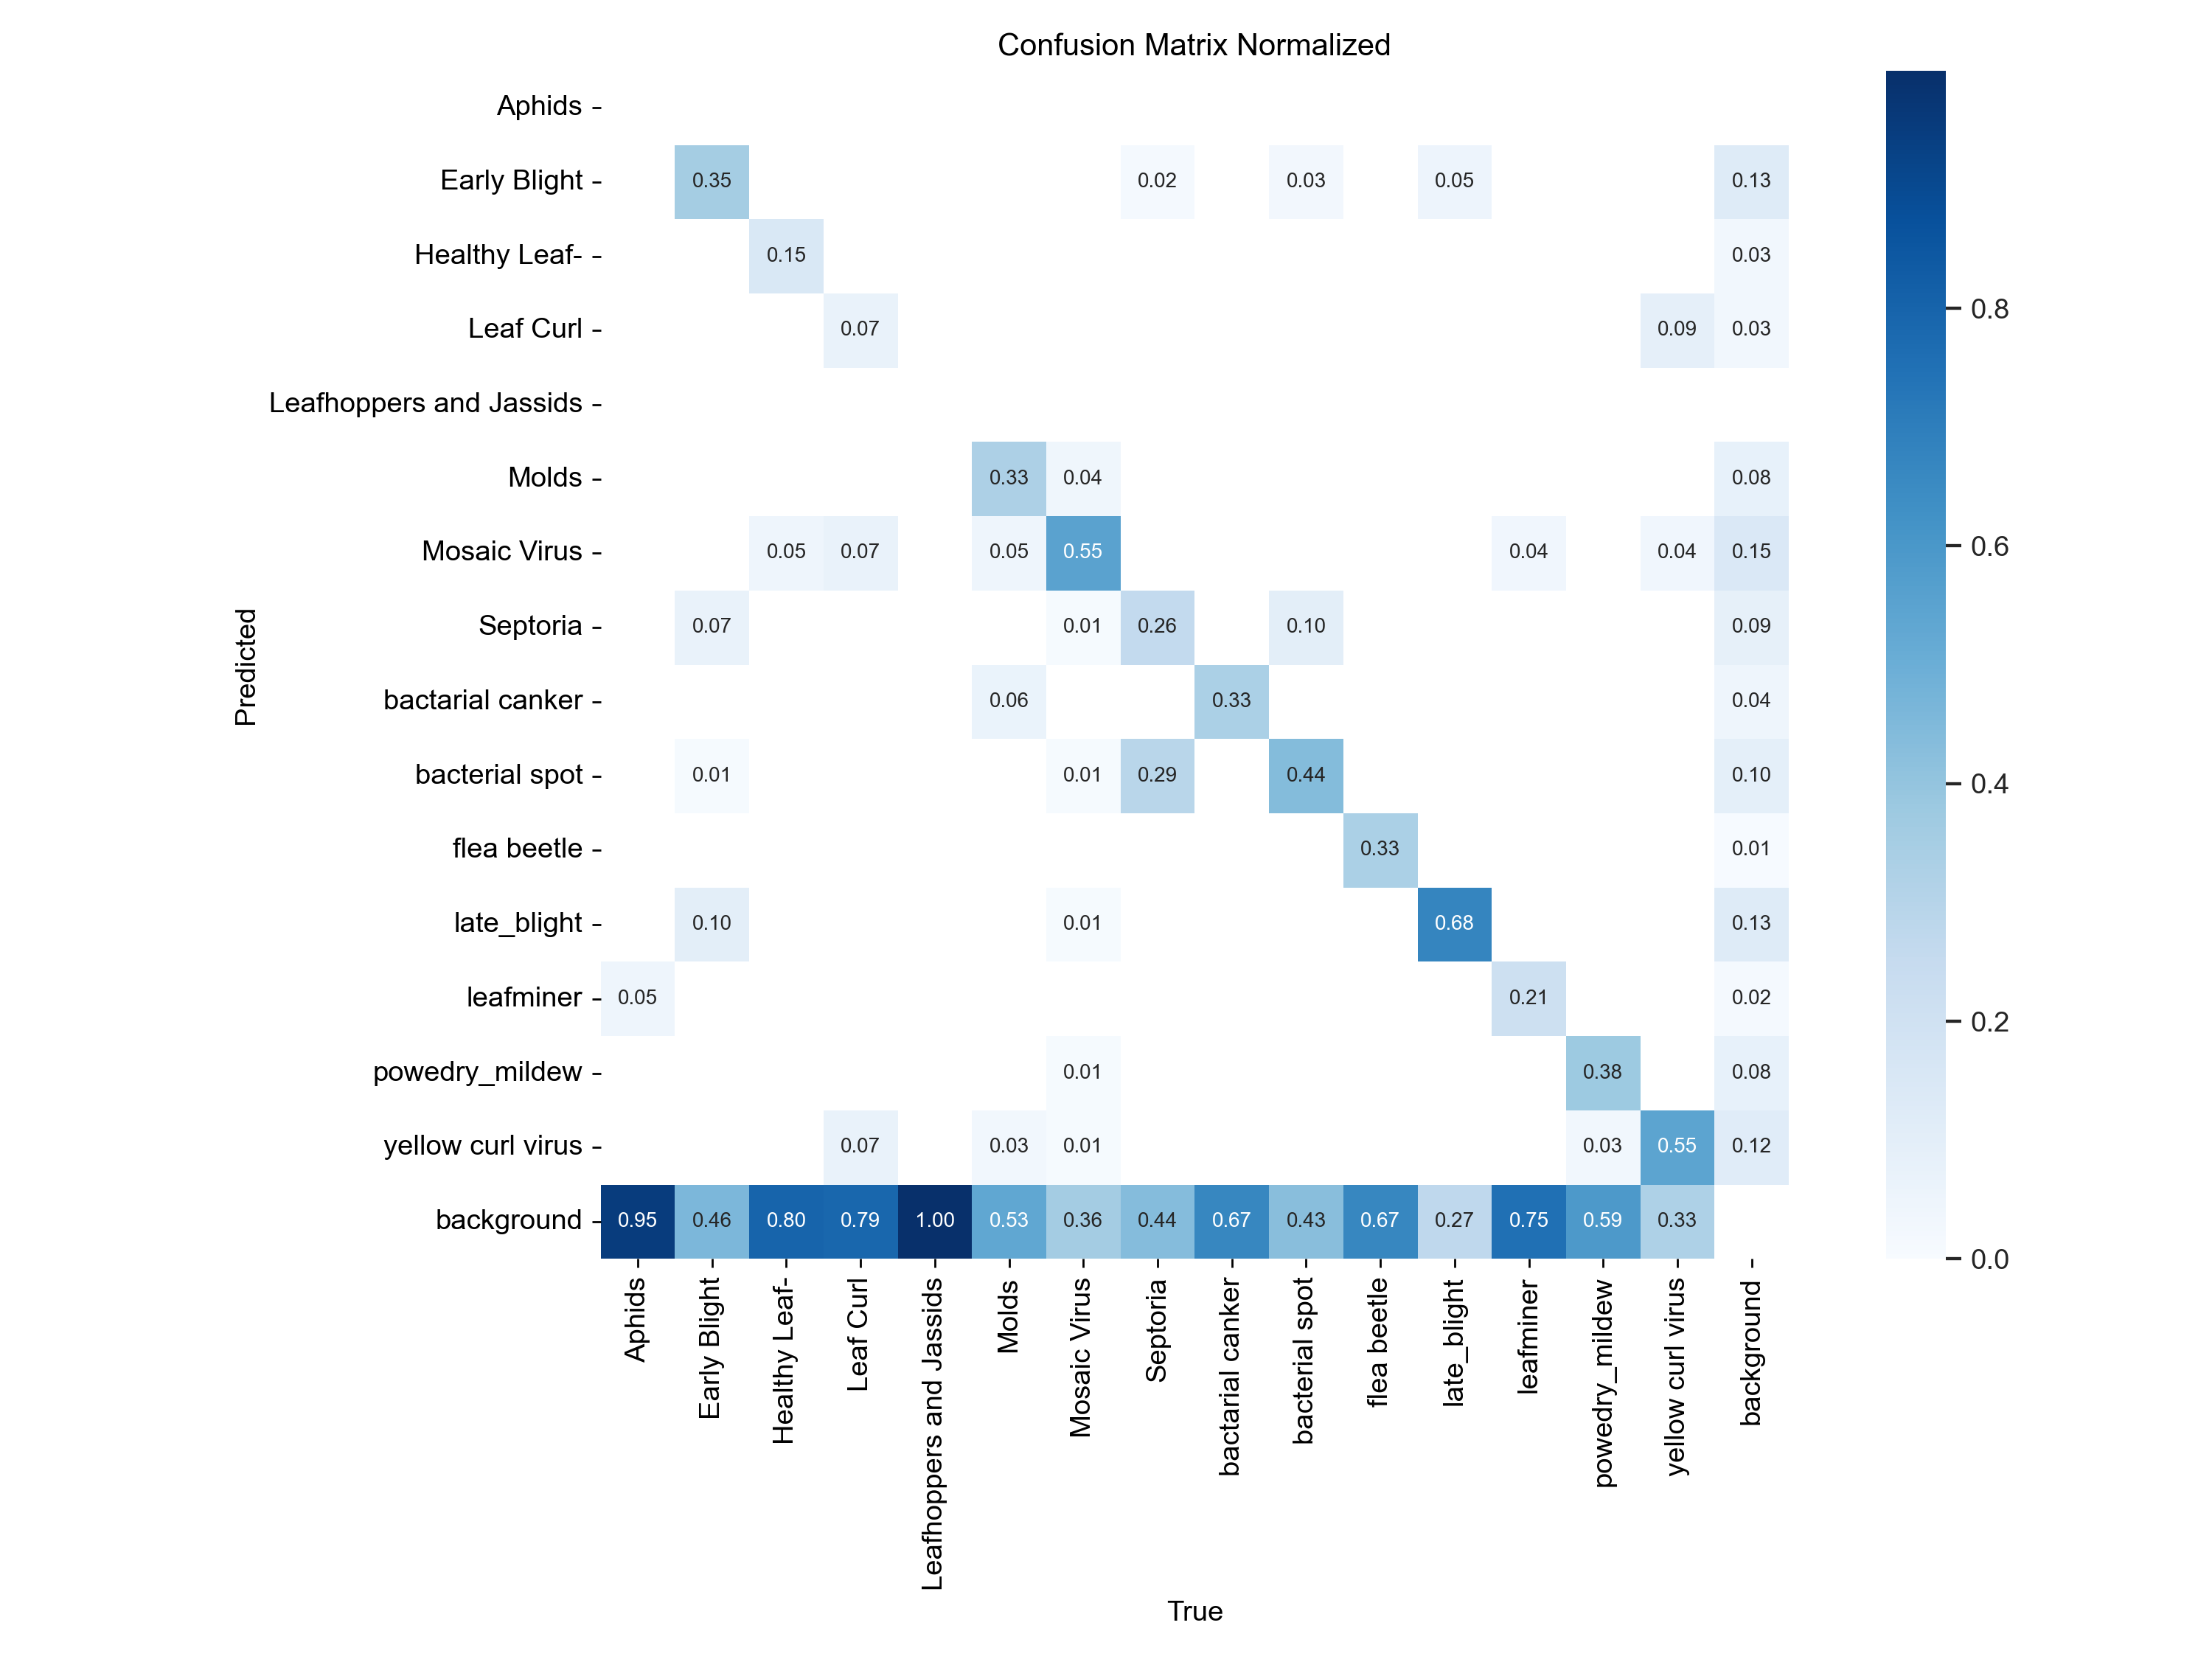 Confusion Matrix Normalized
Aphids
Early Blight 0.35 0.02 0.03 0.05 0.13
Healthy Leaf- 0.15 0.03
Leaf Curl 0.07 0.09 0.03
Leafhoppers and Jassids
Molds 0.33 0.04 0.08
Mosaic Virus 0.05 0.07 0.05 0.55 0.04 0.04 0.15
Septoria 0.07 0.01 0.26 0.10 0.09
bactarial canker 0.06 0.33 0.04
bacterial spot 0.01 0.01 0.29 0.44 0.10
flea beetle 0.33 0.01
late_blight 0.10 0.01 0.68 0.13
leafminer 0.05 0.21 0.02
powedry_mildew 0.01 0.38 0.08
yellow curl virus 0.07 0.03 0.01 0.03 0.55 0.12
background 0.95 0.46 0.80 0.79 1.00 0.53 0.36 0.44 0.67 0.43 0.67 0.27 0.75 0.59 0.33
Predicted
Aphids
Early Blight
Healthy Leaf-
Leaf Curl
Leafhoppers and Jassids
Molds
Mosaic Virus
Septoria
bactarial canker
bacterial spot
flea beetle
late_blight
leafminer
powedry_mildew
yellow curl virus
background
True
0.8
0.6
0.4
0.2
0.0